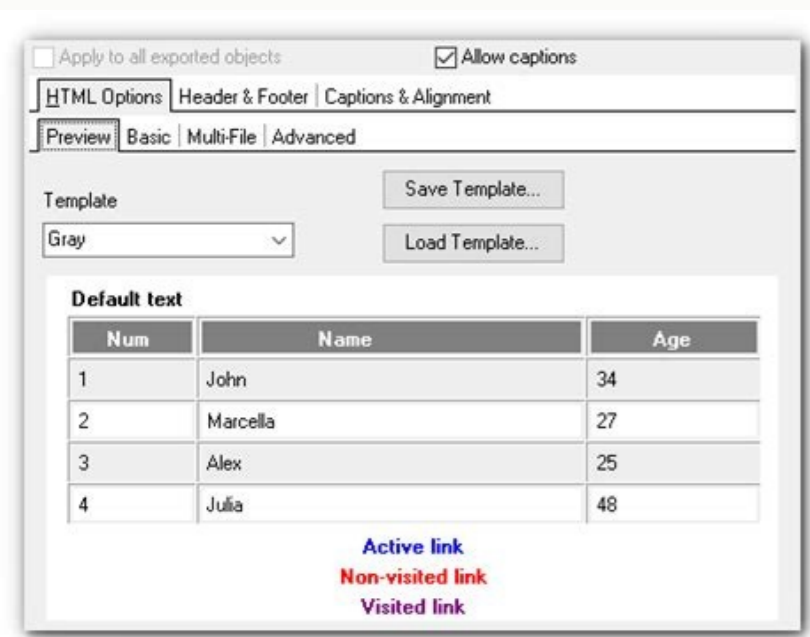 Apply to all exported objects Allow captions
HTML Options Header & Footer Captions & Alignment
Preview Basic Multi-File Advanced
Save Template...
Template
Gray
Load Template...
Default text
Num Name Age
1 John 34
2 Marcella 27
3 Alex 25
4 Julia 48
Active link
Non-visited link
Visited link